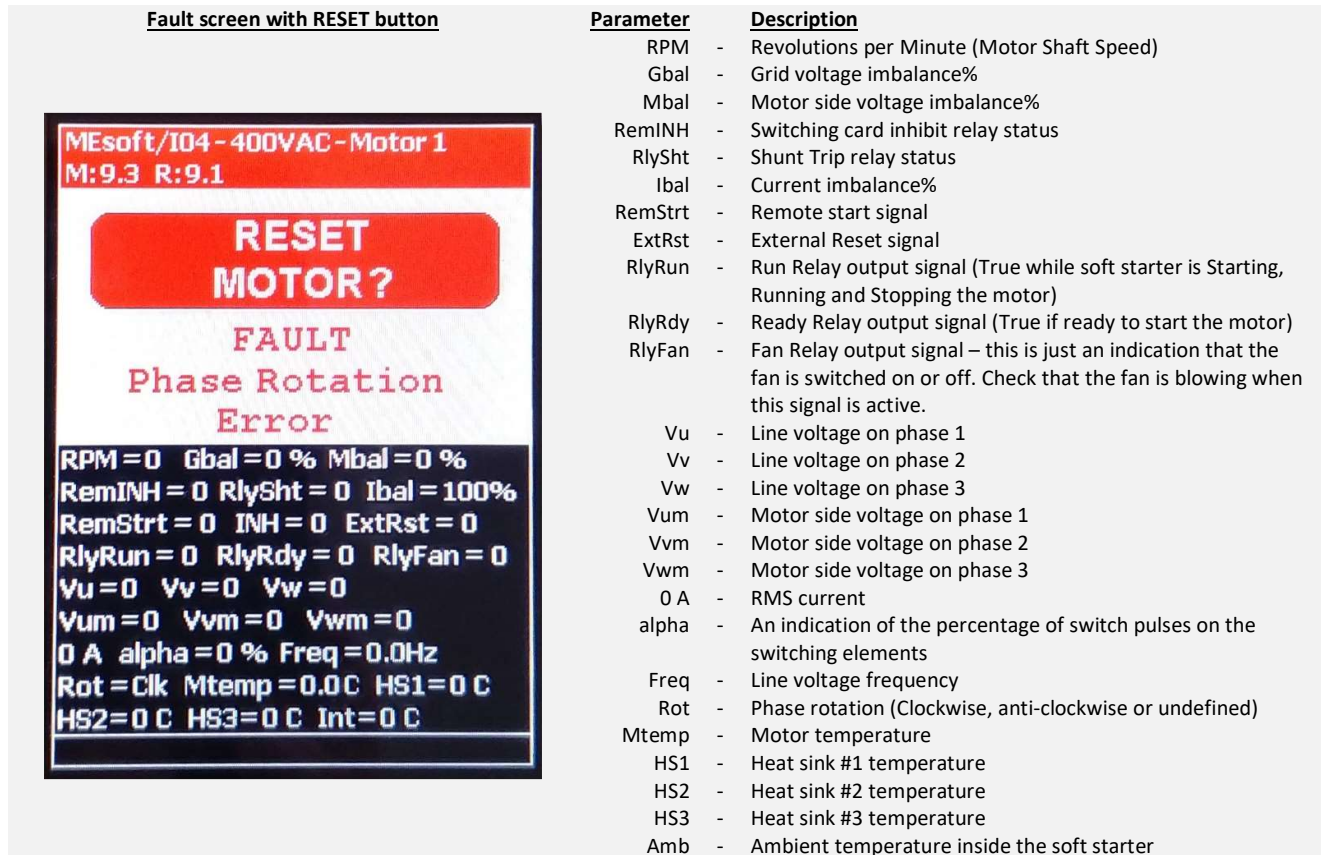 Fault screen with RESET button
MEsoft/I04-400VAC-Motor 1
M:9.3 R:9.1
RESET
MOTOR?
FAULT
Phase Rotation
Error
RPM=0 Gbal=0 % Mbal=0 %
RemINH = 0 RlySht = 0 Ibal = 100%
RemStrt = 0 INH = 0 ExtRst = 0
RlyRun = 0 RlyRdy = 0 RlyFan = 0
Vu=0 Vv=0 Vw=0
Vum=0 Vvm=0 Vwm=0
0 A alpha=0 % Freq=0.0Hz
Rot=Clk Mtemp=0.0C HS1=0 C
HS2=0 C HS3=0 C Int=0 C
Parameter Description
RPM - Revolutions per Minute (Motor Shaft Speed)
Gbal - Grid voltage imbalance%
Mbal - Motor side voltage imbalance%
RemINH - Switching card inhibit relay status
RlySht - Shunt Trip relay status
Ibal - Current imbalance%
RemStrt - Remote start signal
ExtRst - External Reset signal
RlyRun - Run Relay output signal (True while soft starter is Starting,
Running and Stopping the motor)
RlyRdy - Ready Relay output signal (True if ready to start the motor)
RlyFan - Fan Relay output signal – this is just an indication that the
fan is switched on or off. Check that the fan is blowing when
this signal is active.
Vu - Line voltage on phase 1
Vv - Line voltage on phase 2
Vw - Line voltage on phase 3
Vum - Motor side voltage on phase 1
Vvm - Motor side voltage on phase 2
Vwm - Motor side voltage on phase 3
0 A - RMS current
alpha - An indication of the percentage of switch pulses on the
switching elements
Freq - Line voltage frequency
Rot - Phase rotation (Clockwise, anti-clockwise or undefined)
Mtemp - Motor temperature
HS1 - Heat sink #1 temperature
HS2 - Heat sink #2 temperature
HS3 - Heat sink #3 temperature
Amb - Ambient temperature inside the soft starter